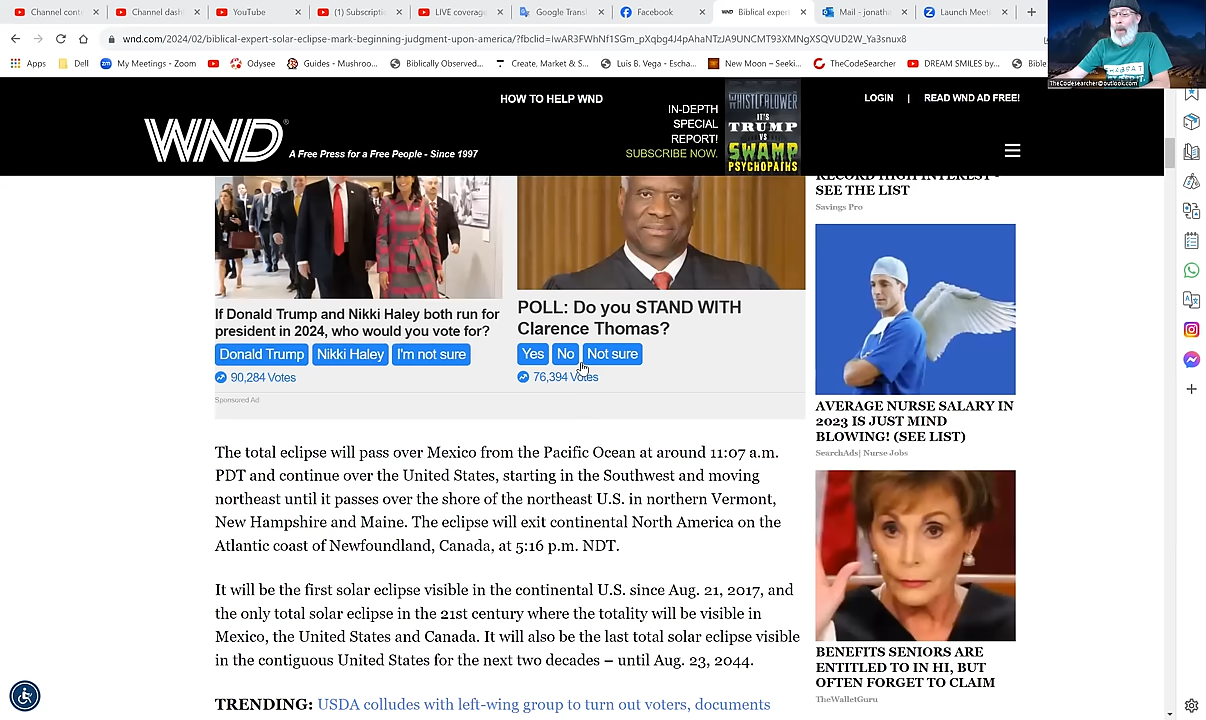 Channel cont
Channel dash
YouTube
(1) Subscripti
LIVE coverage
Google Transl
Facebook
Biblical expert
Mail - jonatha
Launch Meeti
wnd.com/2024/02/biblical-expert-solar-eclipse-mark-beginning-judgment-upon-america/?fbclid=IwAR3FWhNf1SGm_pXqbg4J4pAhaNTzJA9UNCMT93XMNgXSQVUD2W_Ya3snux8
Apps
Dell
My Meetings - Zoom
Odysee
Guides - Mushroo...
Biblically Observed...
Create, Market & S...
Luis B. Vega - Escha...
New Moon – Seeki...
TheCodeSearcher
DREAM SMILES by...
Bible
TheCodesearcher@outlook.com
HOW TO HELP WND
WND®
A Free Press for a Free People - Since 1997
IN-DEPTH
SPECIAL
REPORT!
SUBSCRIBE NOW.
WHISTLEBLOWER
IT'S
TRUMP
VS
SWAMP
PSYCHOPATHS
LOGIN | READ WND AD FREE!
If Donald Trump and Nikki Haley both run for
president in 2024, who would you vote for?
Donald Trump Nikki Haley I'm not sure
90,284 Votes
Sponsored Ad
POLL: Do you STAND WITH
Clarence Thomas?
Yes No Not sure
76,394 Votes
The total eclipse will pass over Mexico from the Pacific Ocean at around 11:07 a.m.
PDT and continue over the United States, starting in the Southwest and moving
northeast until it passes over the shore of the northeast U.S. in northern Vermont,
New Hampshire and Maine. The eclipse will exit continental North America on the
Atlantic coast of Newfoundland, Canada, at 5:16 p.m. NDT.
It will be the first solar eclipse visible in the continental U.S. since Aug. 21, 2017, and
the only total solar eclipse in the 21st century where the totality will be visible in
Mexico, the United States and Canada. It will also be the last total solar eclipse visible
in the contiguous United States for the next two decades – until Aug. 23, 2044.
TRENDING: USDA colludes with left-wing group to turn out voters, documents
RECORD HIGH INTEREST -
SEE THE LIST
Savings Pro
AVERAGE NURSE SALARY IN
2023 IS JUST MIND
BLOWING! (SEE LIST)
SearchAds| Nurse Jobs
BENEFITS SENIORS ARE
ENTITLED TO IN HI, BUT
OFTEN FORGET TO CLAIM
TheWalletGuru